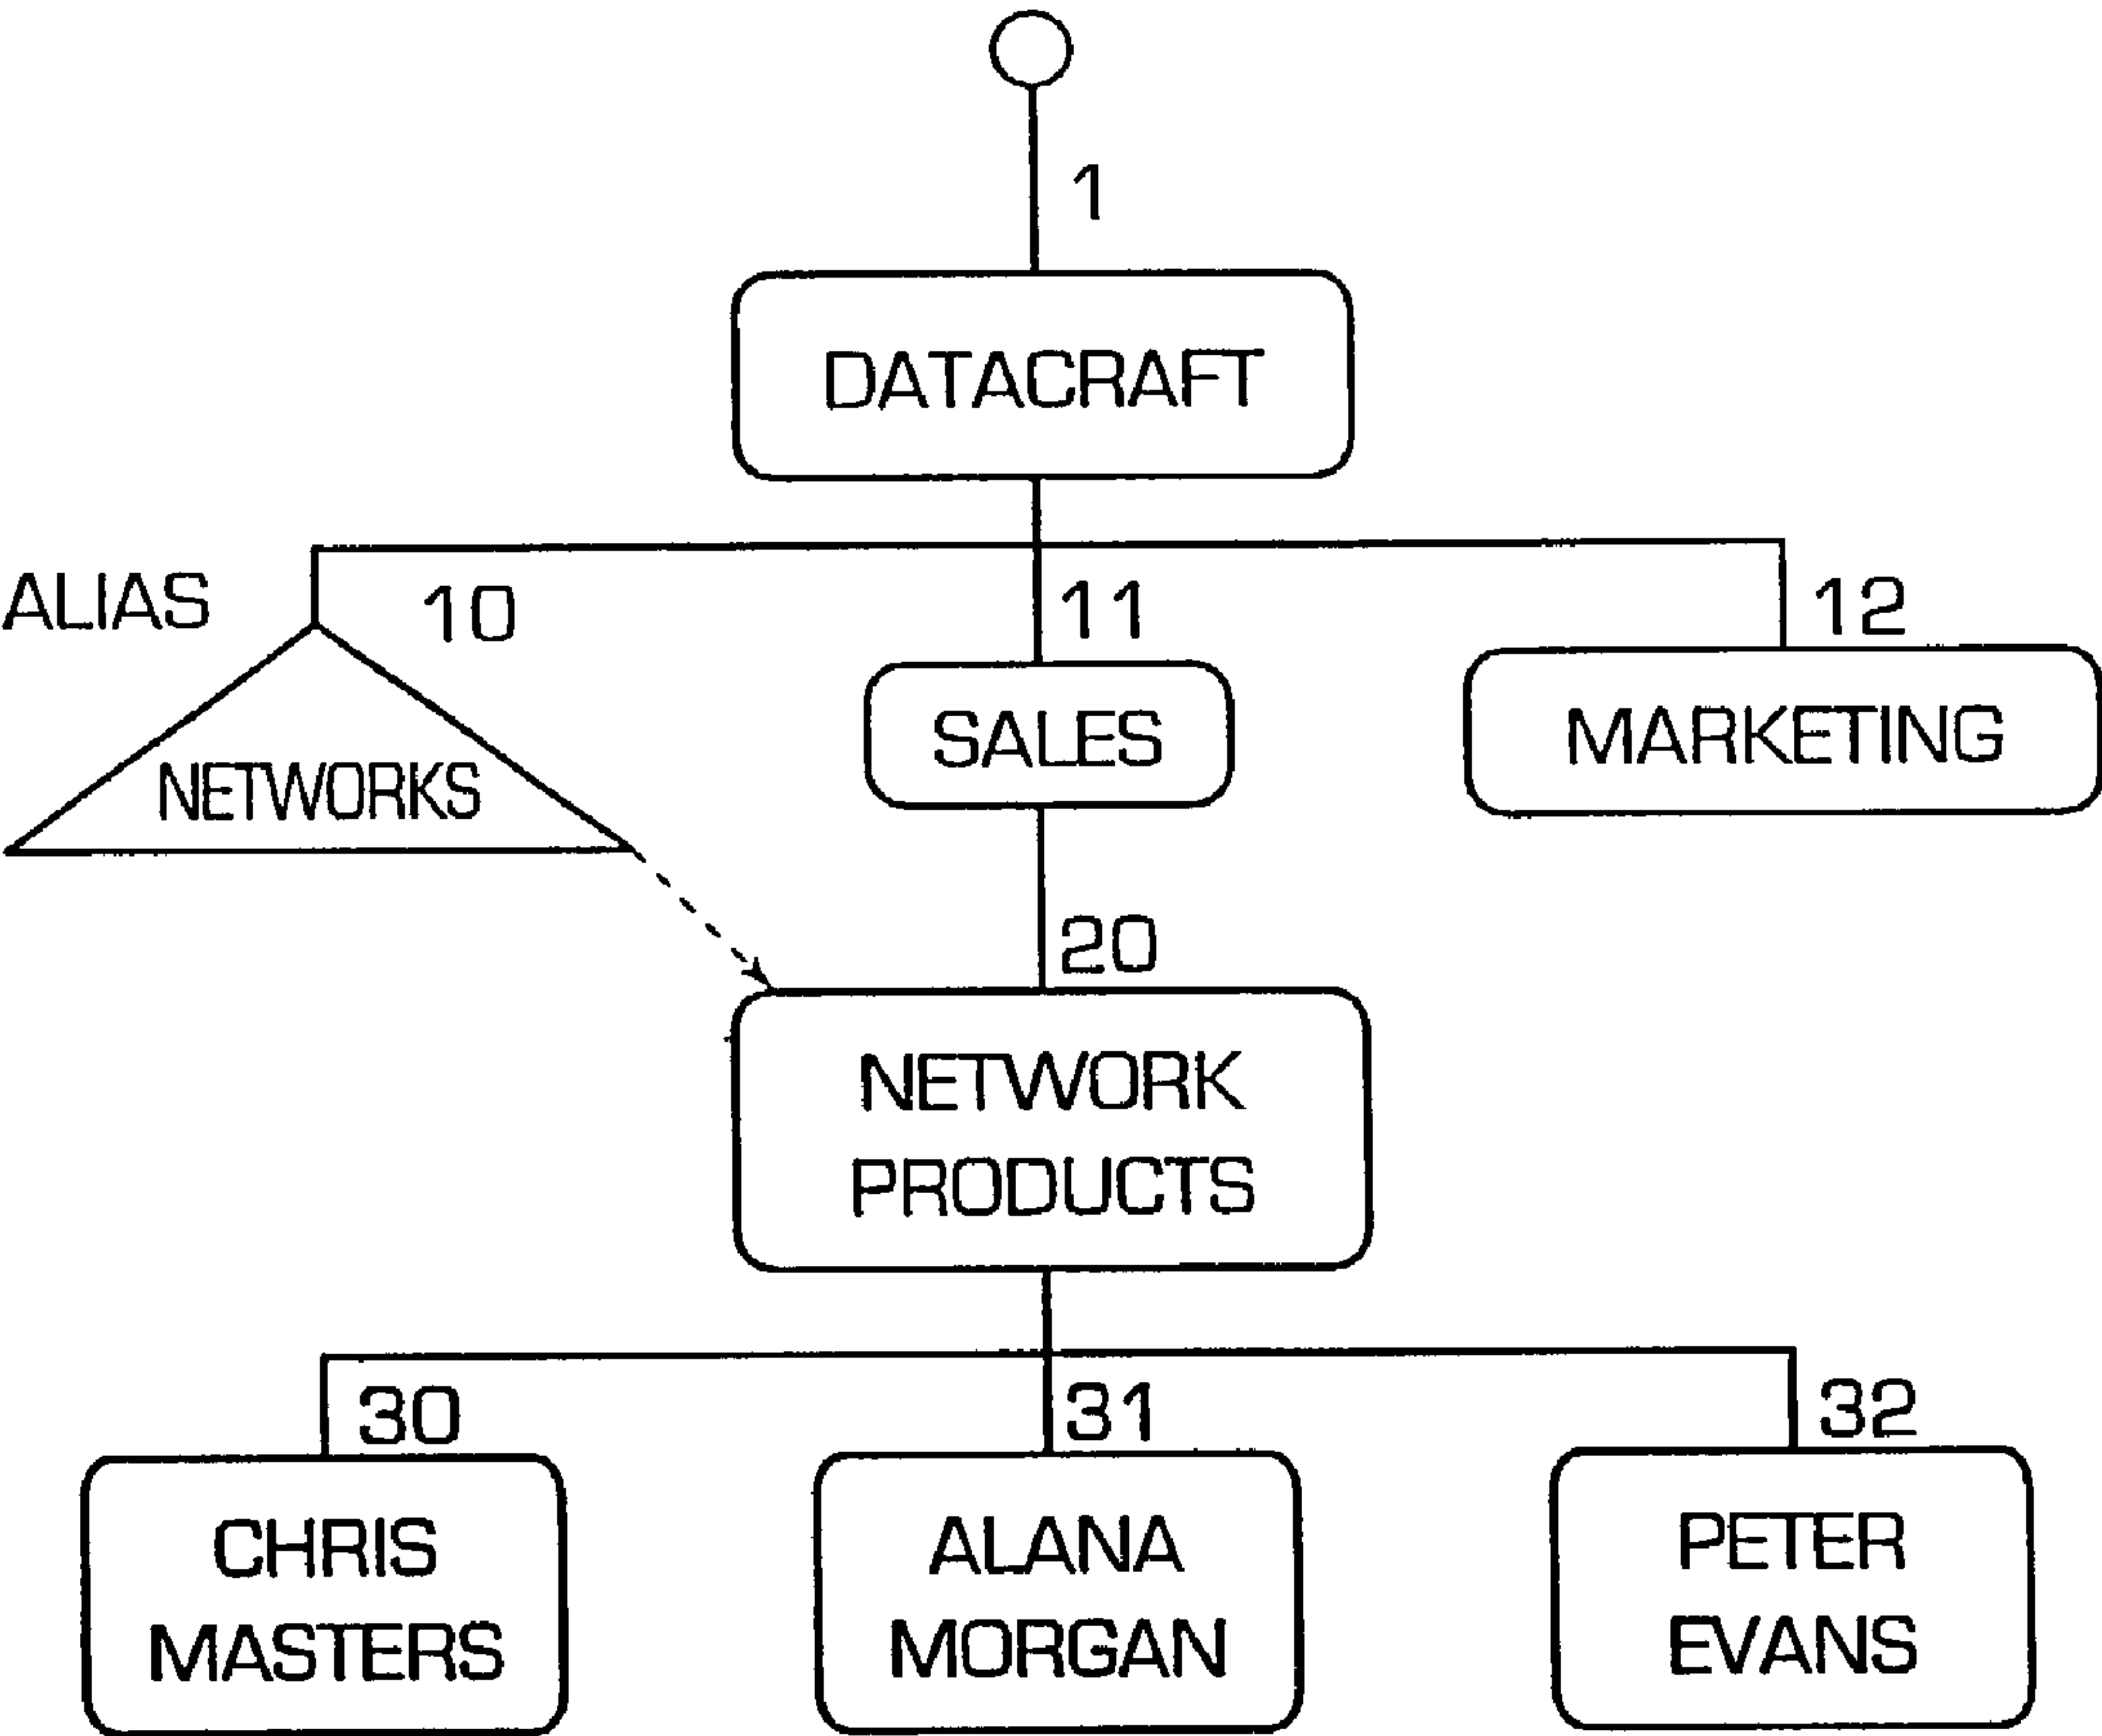 1
DATACRAFT
ALIAS
10
11
12
NETWORKS
SALES
MARKETING
20
NETWORK
PRODUCTS
30
31
32
CHRIS
MASTERS
ALANA
MORGAN
PETER
EVANS